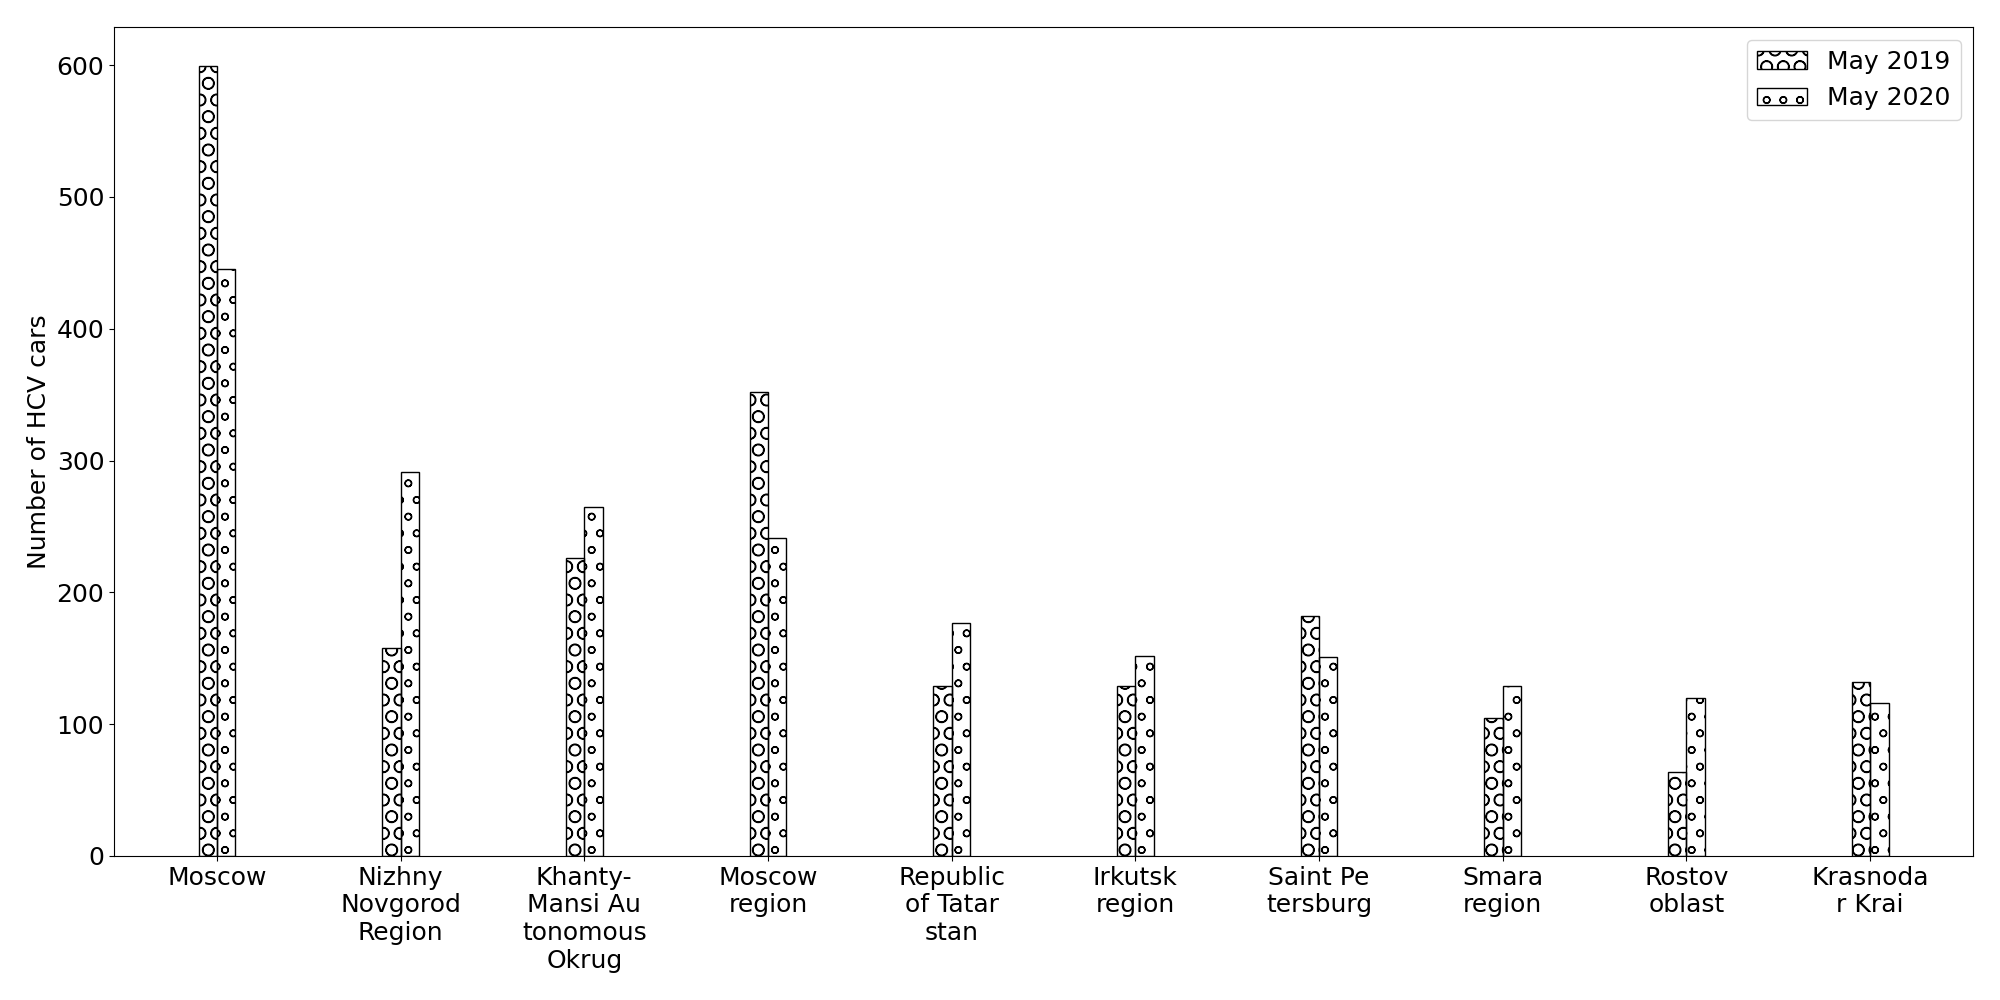 Number of HCV cars
600
500
400
300
200
100
0
May 2019
May 2020
Moscow
Nizhny
Novgorod
Region
Khanty-
Mansi Au
tonomous
Okrug
Moscow
region
Republic
of Tatar
stan
Irkutsk
region
Saint Pe
tersburg
Smara
region
Rostov
oblast
Krasnoda
r Krai